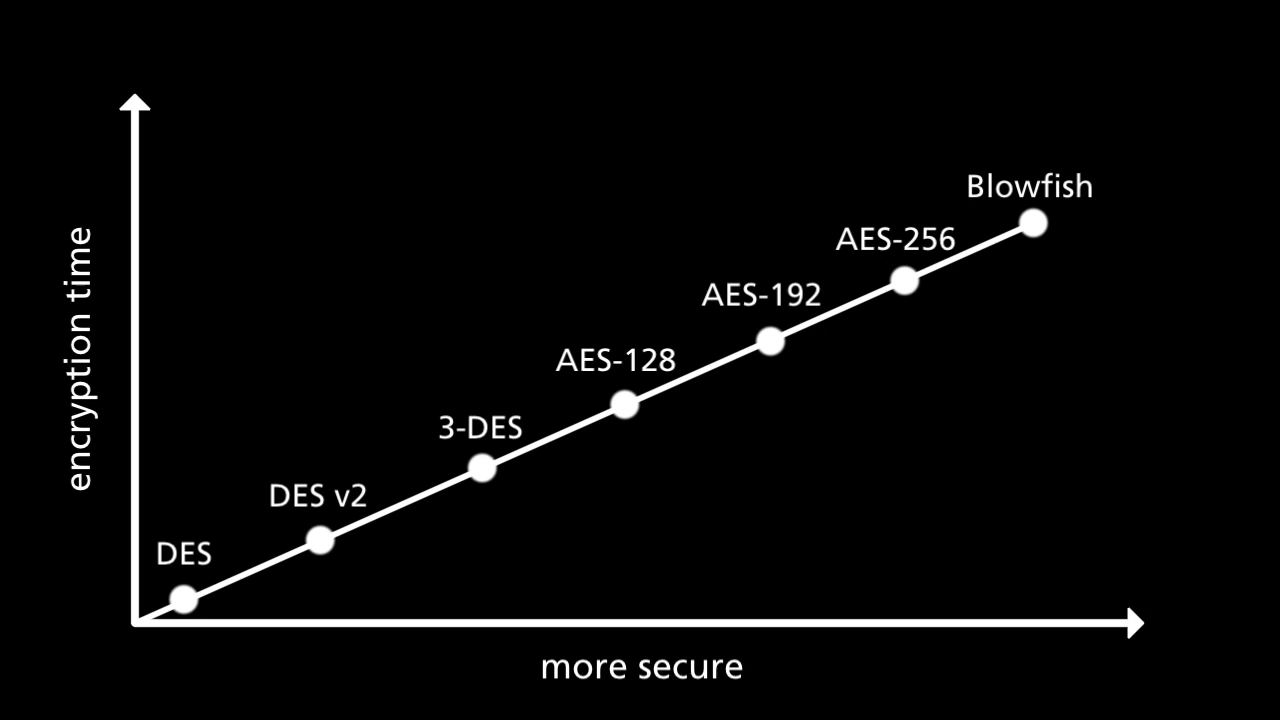 Blowfish
AES-256
AES-192
AES-128
3-DES
DES v2
DES
encryption time
more secure